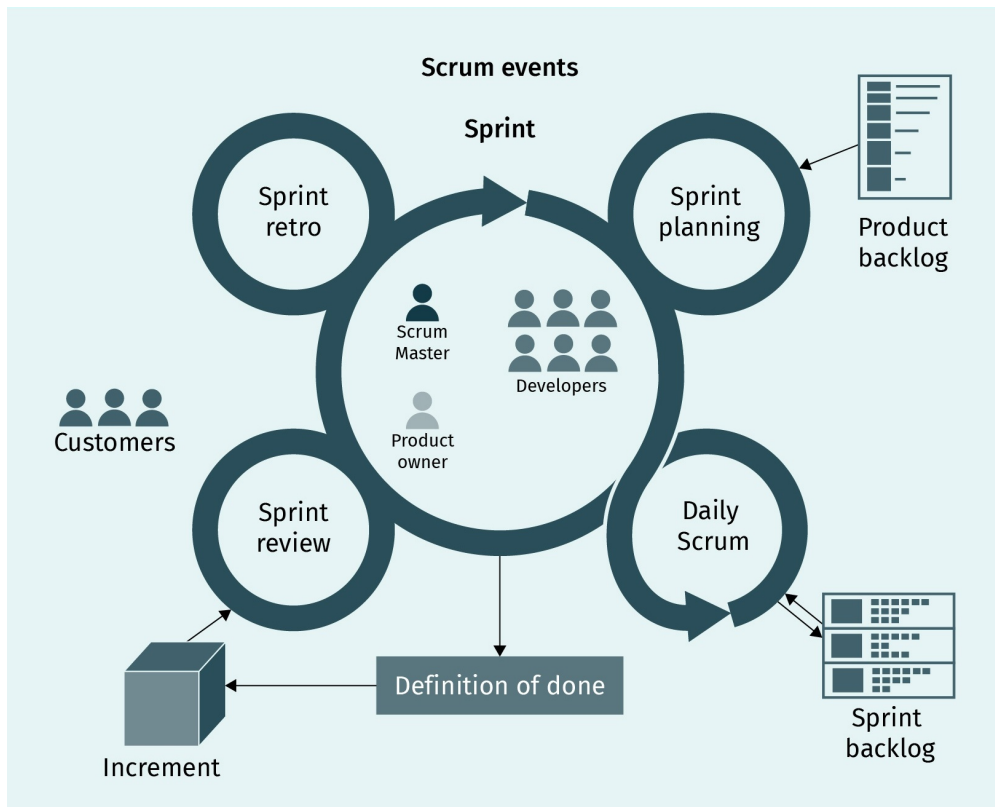 Scrum events
Sprint
Sprint
retro
Sprint
planning
Product
backlog
Scrum
Master
Developers
Product
owner
Customers
Sprint
review
Daily
Scrum
Definition of done
Increment
Sprint
backlog